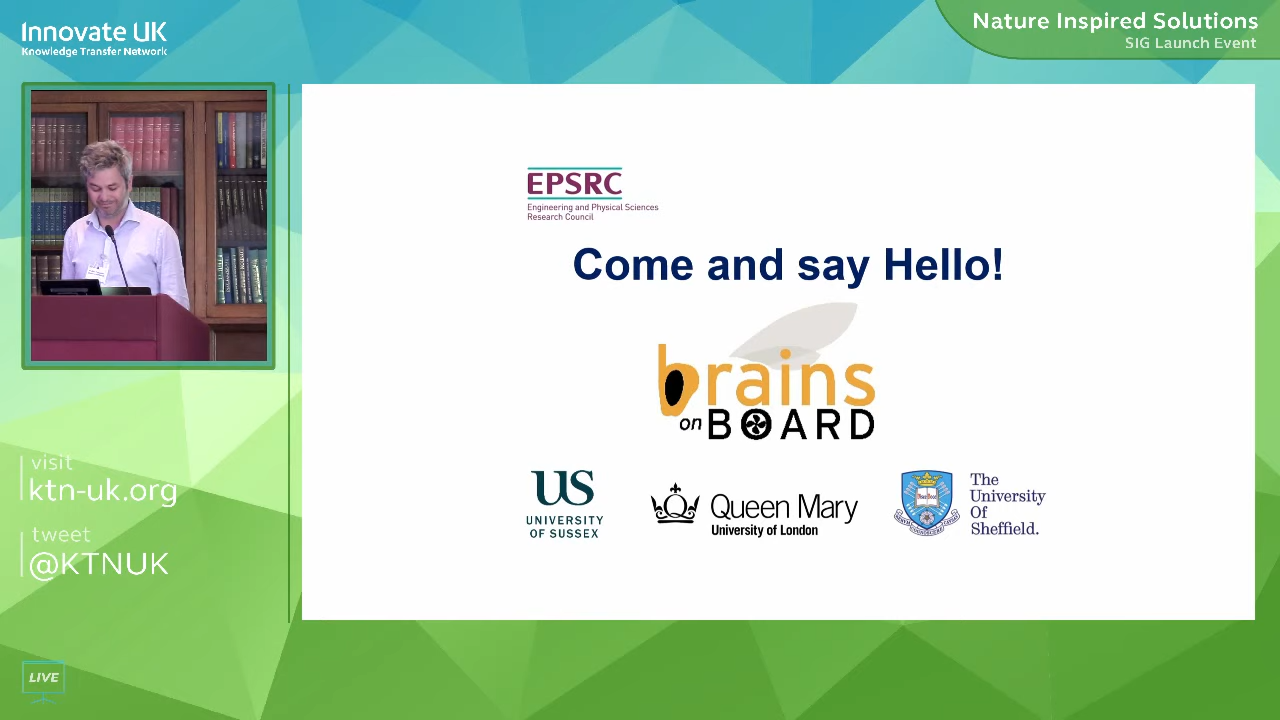 Innovate UK
Knowledge Transfer Network
Nature Inspired Solutions
SIG Launch Event
EPSRC
Engineering and Physical Sciences
Research Council
Come and say Hello!
brains
on BOARD
US
UNIVERSITY
OF SUSSEX
Queen Mary
University of London
The
University
Of
Sheffield.
visit
ktn-uk.org
tweet
@KTNUK
LIVE